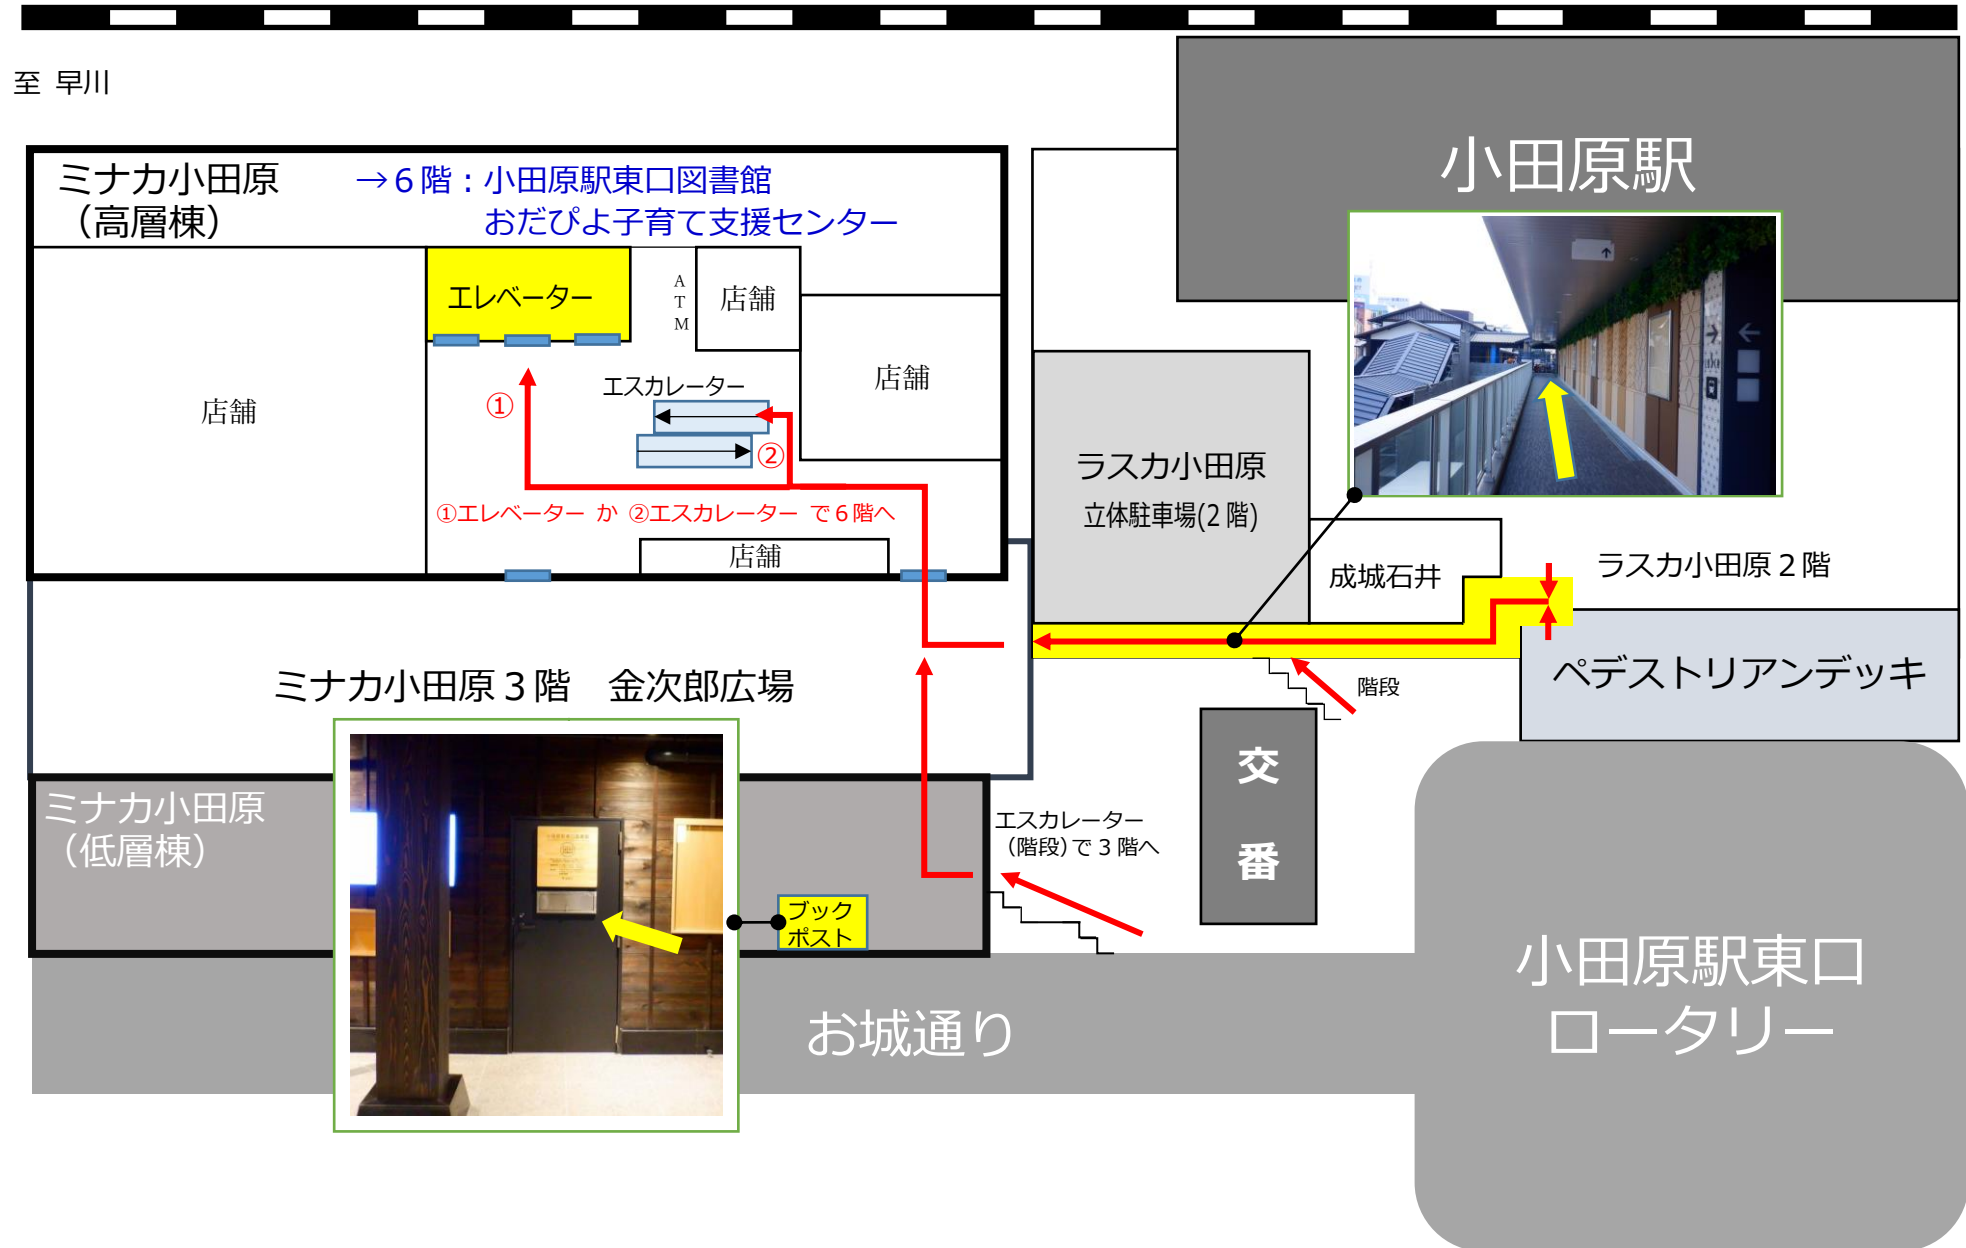 至 早川
小田原駅
ミナカ小田原
（高層棟）
→６階：小田原駅東口図書館
おだぴよ子育て支援センター
エレベーター
ATM
店舗
店舗
店舗
エスカレーター
①
②
①エレベーター か ②エスカレーター で６階へ
店舗
ラスカ小田原
立体駐車場(２階)
成城石井
ラスカ小田原２階
ペデストリアンデッキ
階段
ミナカ小田原３階　金次郎広場
交番
ミナカ小田原
（低層棟）
エスカレーター
（階段）で３階へ
ブック
ポスト
お城通り
小田原駅東口
ロータリー